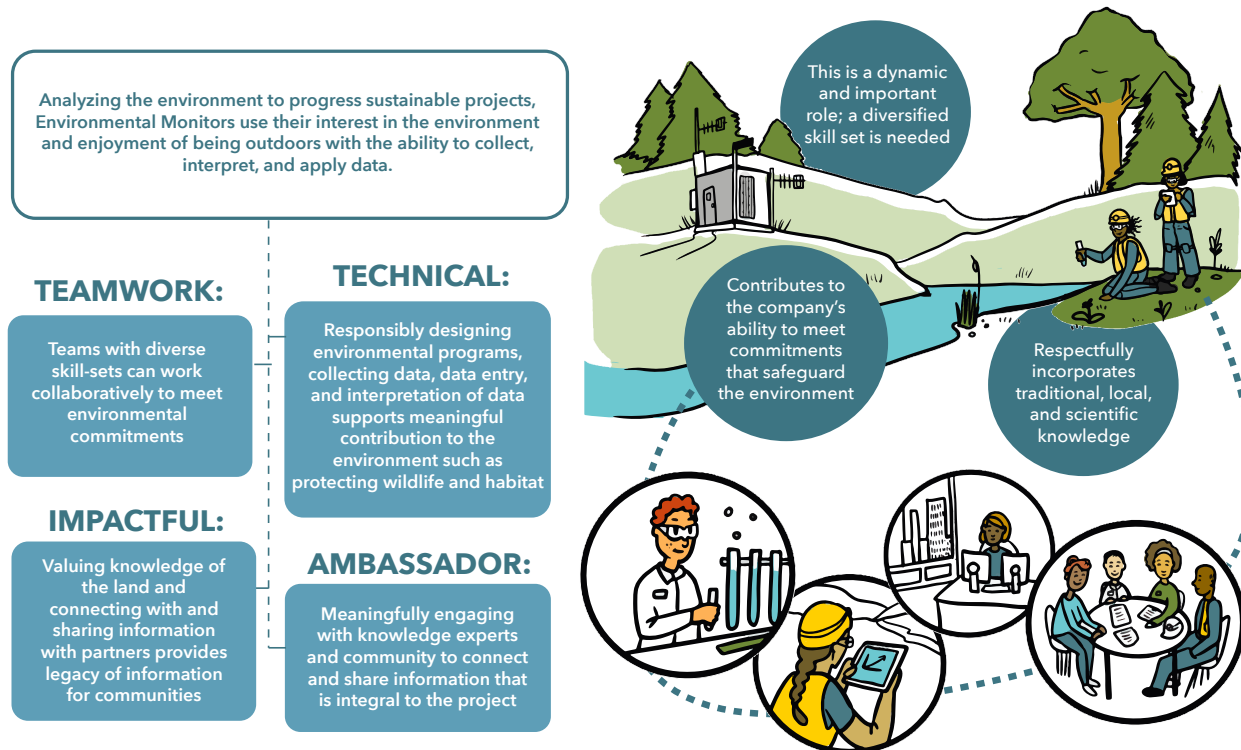 Analyzing the environment to progress sustainable projects,
Environmental Monitors use their interest in the environment
and enjoyment of being outdoors with the ability to collect,
interpret, and apply data.
TEAMWORK:
Teams with diverse
skill-sets can work
collaboratively to meet
environmental
commitments
TECHNICAL:
Responsibly designing
environmental programs,
collecting data, data entry,
and interpretation of data
supports meaningful
contribution to the
environment such as
protecting wildlife and habitat
IMPACTFUL:
Valuing knowledge of
the land and
connecting with and
sharing information
with partners provides
legacy of information
for communities
AMBASSADOR:
Meaningfully engaging
with knowledge experts
and community to connect
and share information that
is integral to the project
This is a dynamic
and important
role; a diversified
skill set is needed
Contributes to
the company’s
ability to meet
commitments
that safeguard
the environment
Respectfully
incorporates
traditional, local,
and scientific
knowledge